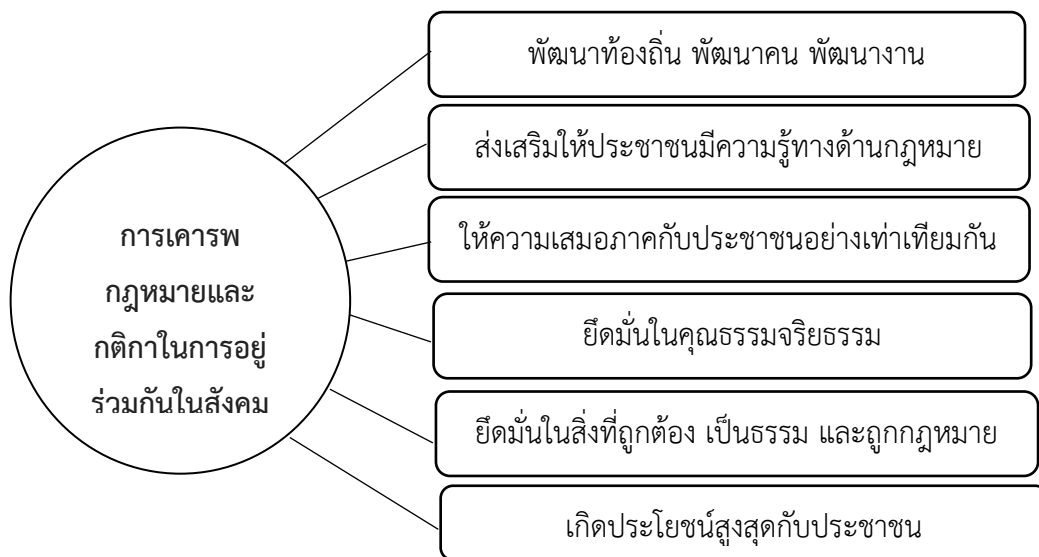 พัฒนาท้องถิ่น พัฒนาคน พัฒนางาน
ส่งเสริมให้ประชาชนมีความรู้ทางด้านกฎหมาย
ให้ความเสมอภาคกับประชาชนอย่างเท่าเทียมกัน
การเคารพ
กฎหมายและ
กติกาในการอยู่
ร่วมกันในสังคม
ยึดมั่นในคุณธรรมจริยธรรม
ยึดมั่นในสิ่งที่ถูกต้อง เป็นธรรม และถูกกฎหมาย
เกิดประโยชน์สูงสุดกับประชาชน